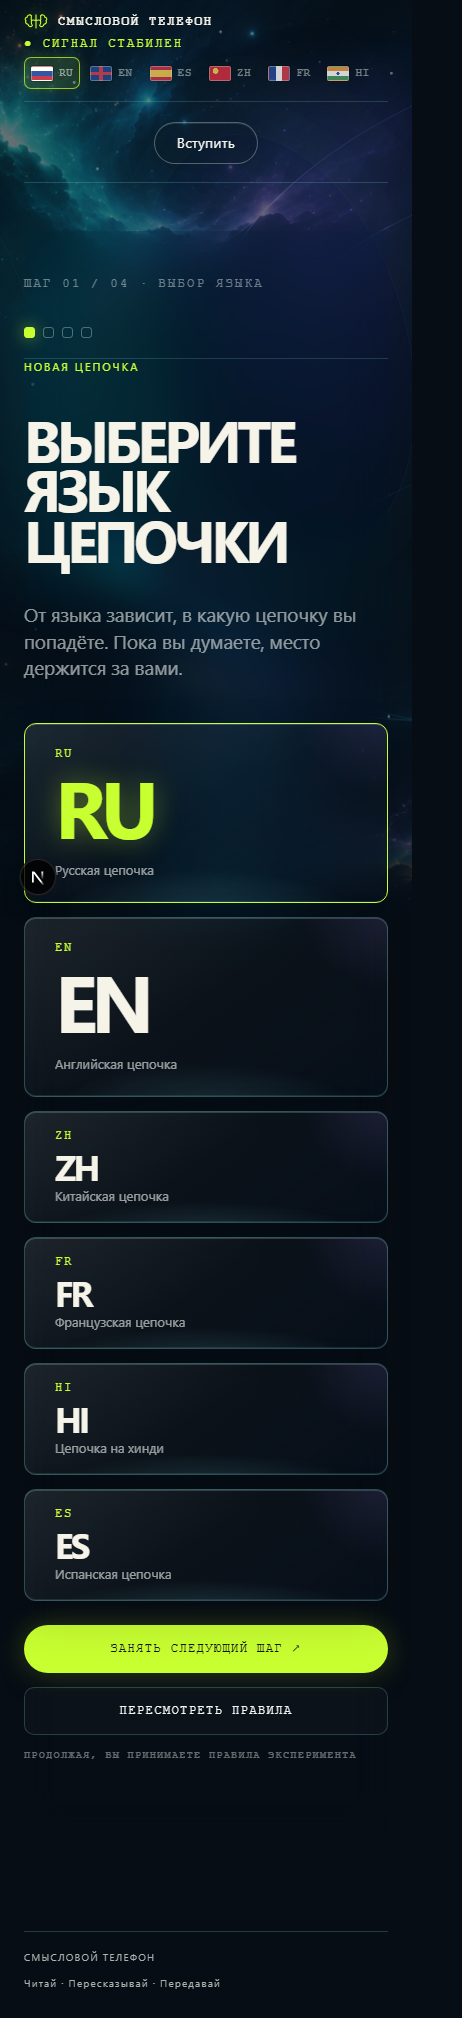 СМЫСЛОВОЙ ТЕЛЕФОН
СИГНАЛ СТАБИЛЕН
RU EN ES ZH FR HI
Вступить
ШАГ 01 / 04 · ВЫБОР ЯЗЫКА
НОВАЯ ЦЕПОЧКА
ВЫБЕРИТЕ
ЯЗЫК
ЦЕПОЧКИ
От языка зависит, в какую цепочку вы
попадёте. Пока вы думаете, место
держится за вами.
RU
RU
Русская цепочка
N
EN
EN
Английская цепочка
ZH
ZH
Китайская цепочка
FR
FR
Французская цепочка
HI
HI
Цепочка на хинди
ES
ES
Испанская цепочка
ЗАНЯТЬ СЛЕДУЮЩИЙ ШАГ ↗
ПЕРЕСМОТРЕТЬ ПРАВИЛА
ПРОДОЛЖАЯ, ВЫ ПРИНИМАЕТЕ ПРАВИЛА ЭКСПЕРИМЕНТА
СМЫСЛОВОЙ ТЕЛЕФОН
Читай · Пересказывай · Передавай